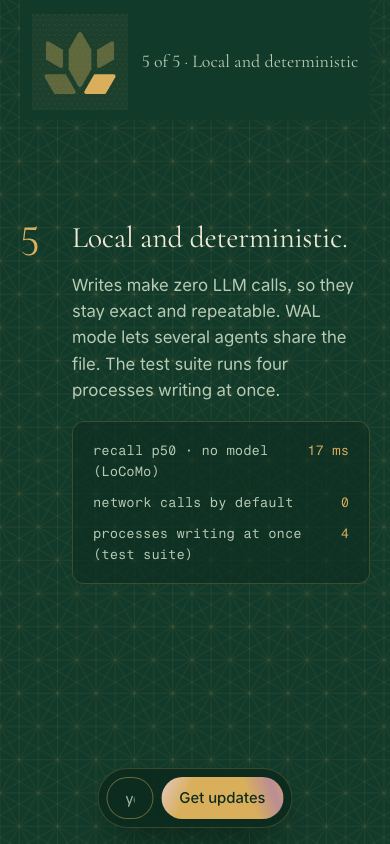 5 of 5 · Local and deterministic
5 Local and deterministic.
Writes make zero LLM calls, so they
stay exact and repeatable. WAL
mode lets several agents share the
file. The test suite runs four
processes writing at once.
recall p50 · no model 17 ms
(LoCoMo)
network calls by default 0
processes writing at once 4
(test suite)
Get updates